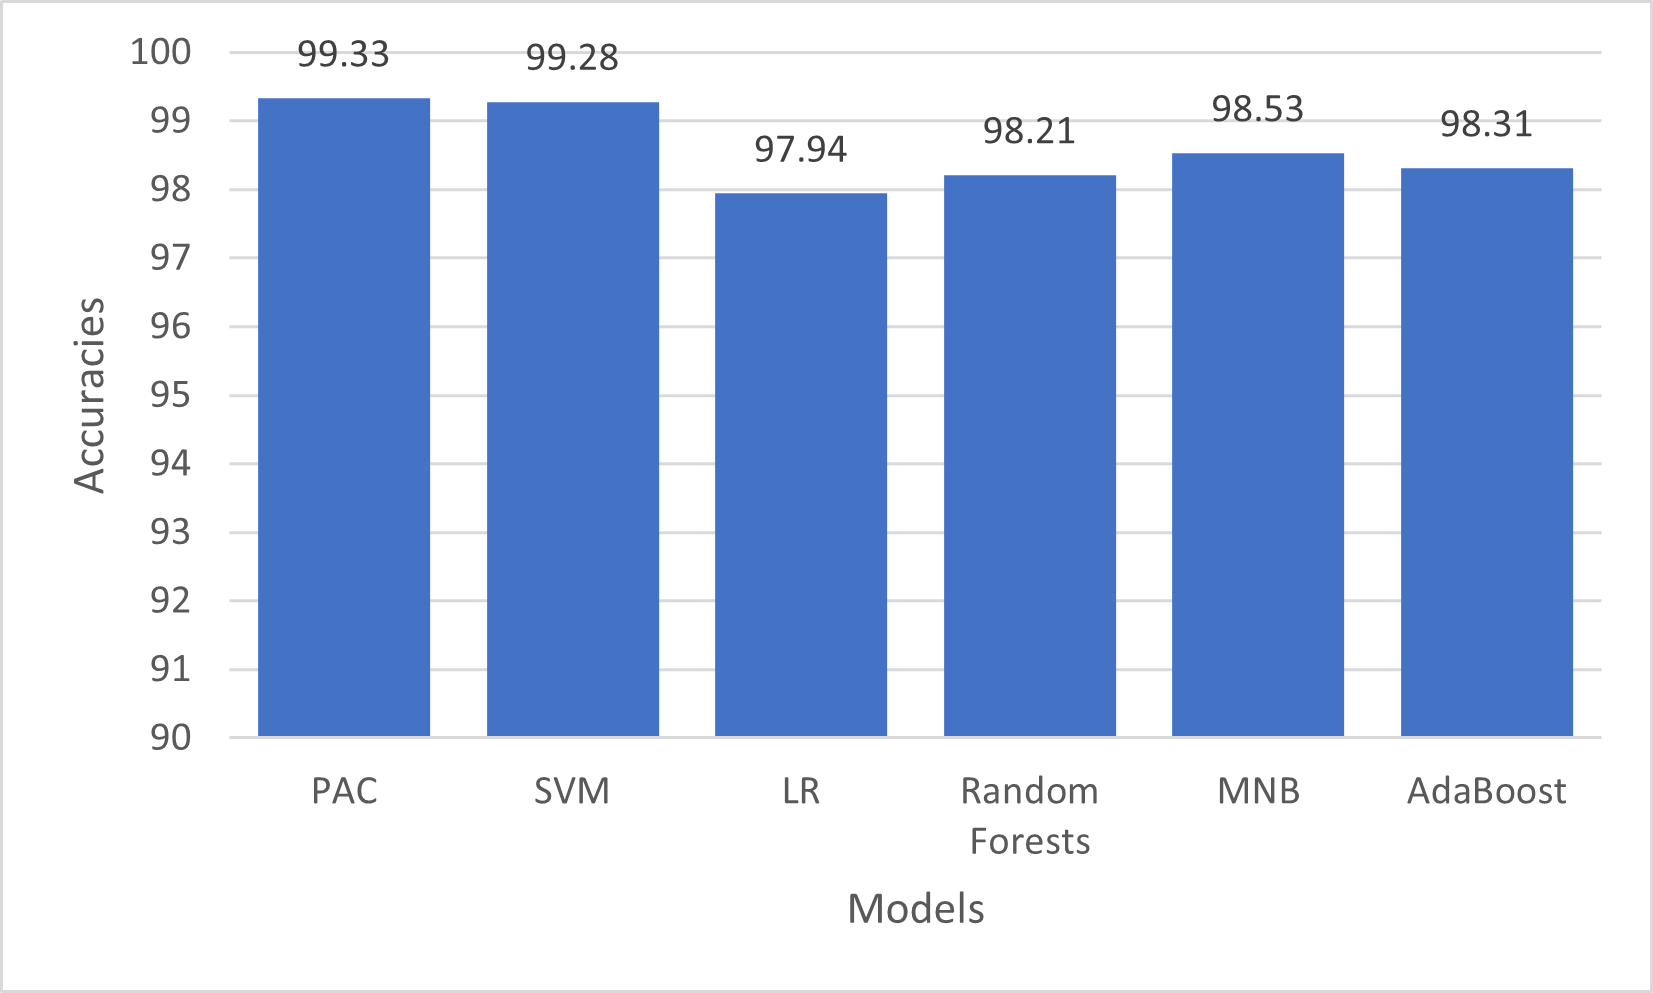 100
99
98
97
96
95
94
93
92
91
90
Accuracies
99.33
99.28
97.94
98.21
98.53
98.31
PAC
SVM
LR
Random
Forests
MNB
AdaBoost
Models